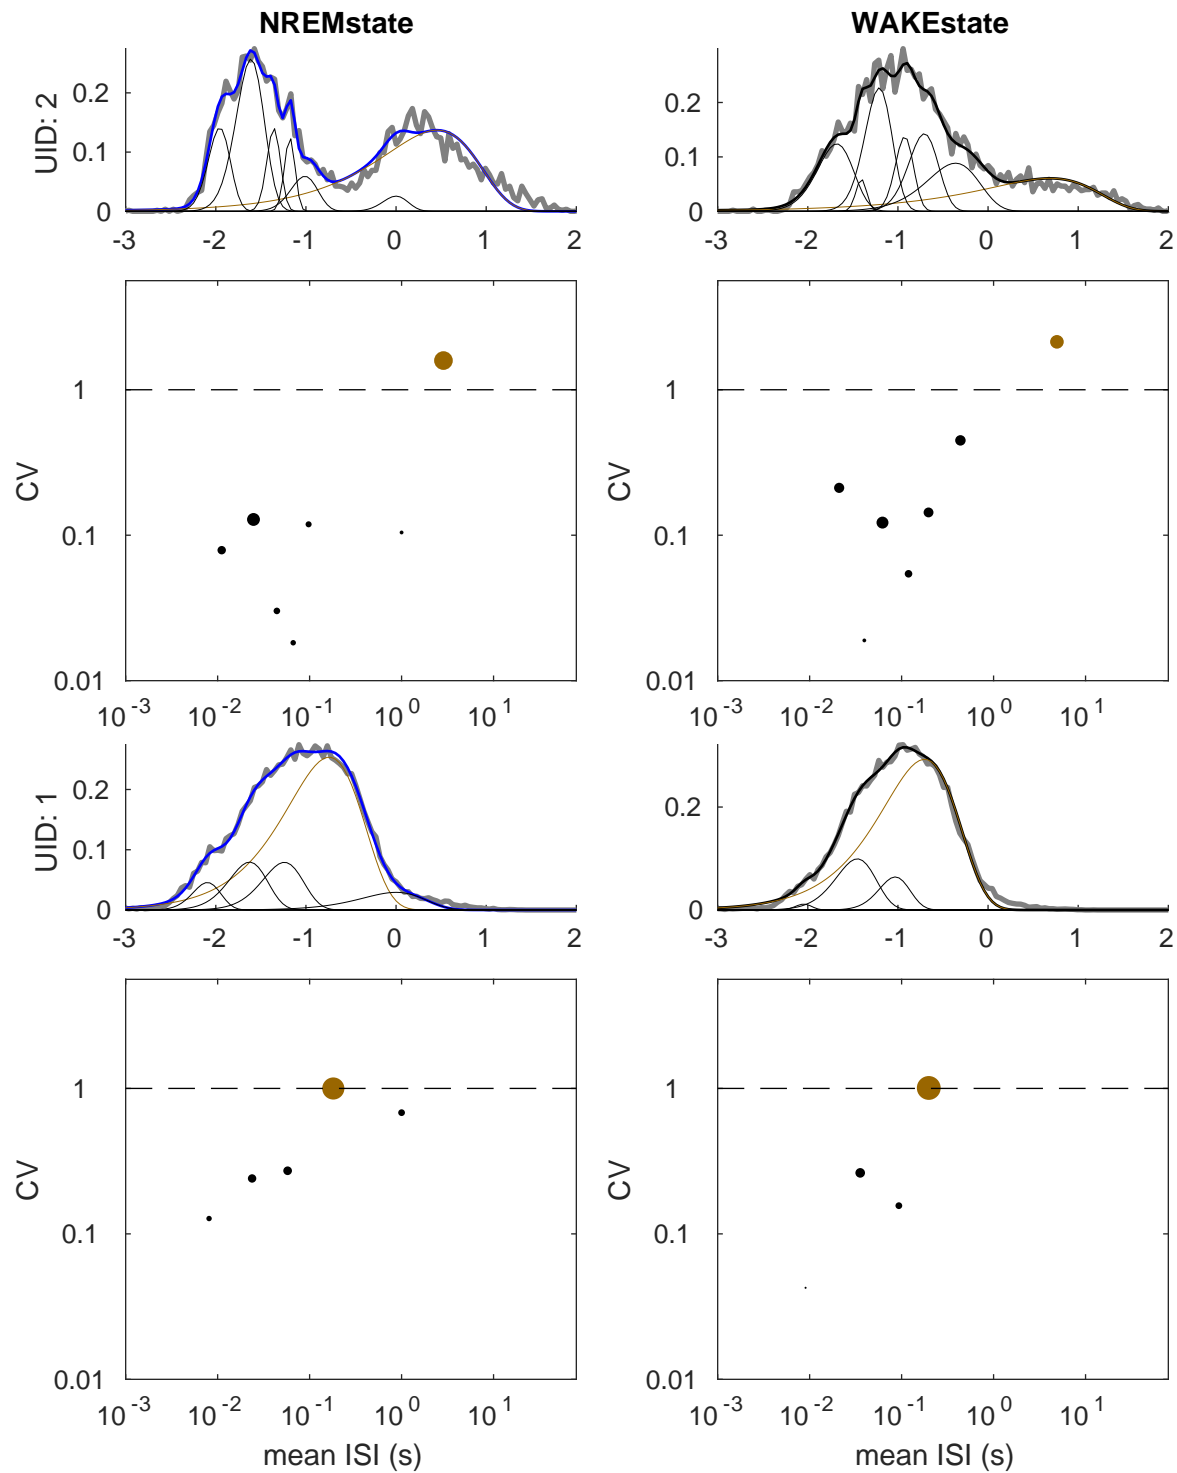 NREMstate WAKEstate
UID: 2
0.2 0.2
0.1 0.1
0 0
-3 -2 -1 0 1 2 -3 -2 -1 0 1 2
CV CV
1 1
0.1 0.1
0.01 0.01
10^-3 10^-2 10^-1 10^0 10^1 10^-3 10^-2 10^-1 10^0 10^1
UID: 1
0.2 0.2
0.1
0 0
-3 -2 -1 0 1 2 -3 -2 -1 0 1 2
CV CV
1 1
0.1 0.1
0.01 0.01
10^-3 10^-2 10^-1 10^0 10^1 10^-3 10^-2 10^-1 10^0 10^1
mean ISI (s) mean ISI (s)